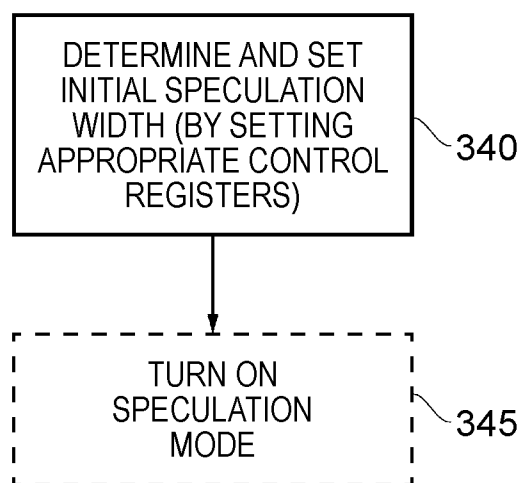 DETERMINE AND SET
INITIAL SPECULATION
WIDTH (BY SETTING
APPROPRIATE CONTROL
REGISTERS)
340
TURN ON
SPECULATION
MODE
345